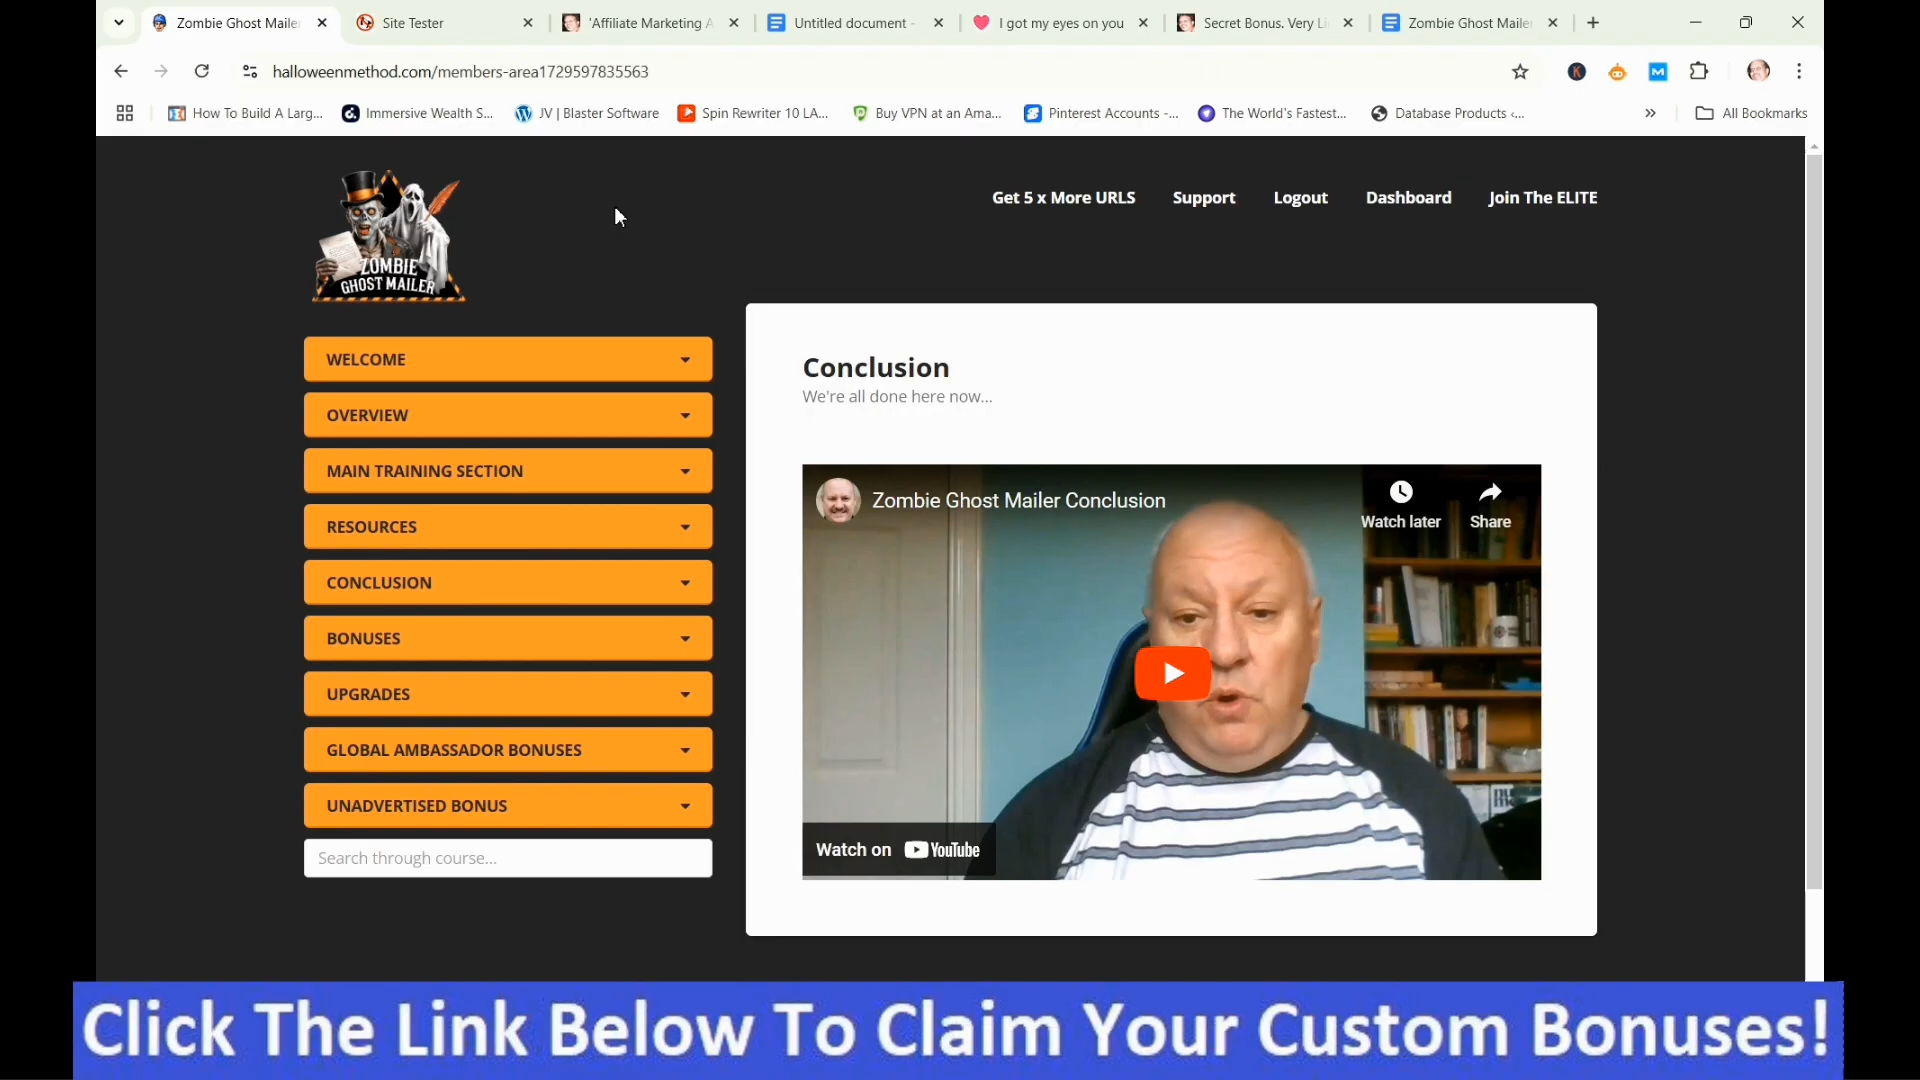 Zombie Ghost Mailer
Site Tester
'Affiliate Marketing A
Untitled document -
I got my eyes on you
Secret Bonus. Very Li
Zombie Ghost Maile
halloweenmethod.com/members-area1729597835563
How To Build A Larg...
Immersive Wealth S...
JV | Blaster Software
Spin Rewriter 10 LA...
Buy VPN at an Ama...
Pinterest Accounts -...
The World's Fastest...
Database Products <...
All Bookmarks
Get 5 x More URLS
Support
Logout
Dashboard
Join The ELITE
ZOMBIE
GHOST MAILER
WELCOME
OVERVIEW
MAIN TRAINING SECTION
RESOURCES
CONCLUSION
BONUSES
UPGRADES
GLOBAL AMBASSADOR BONUSES
UNADVERTISED BONUS
Search through course...
Conclusion
We're all done here now...
Zombie Ghost Mailer Conclusion
Watch later
Share
Watch on YouTube
Click The Link Below To Claim Your Custom Bonuses!